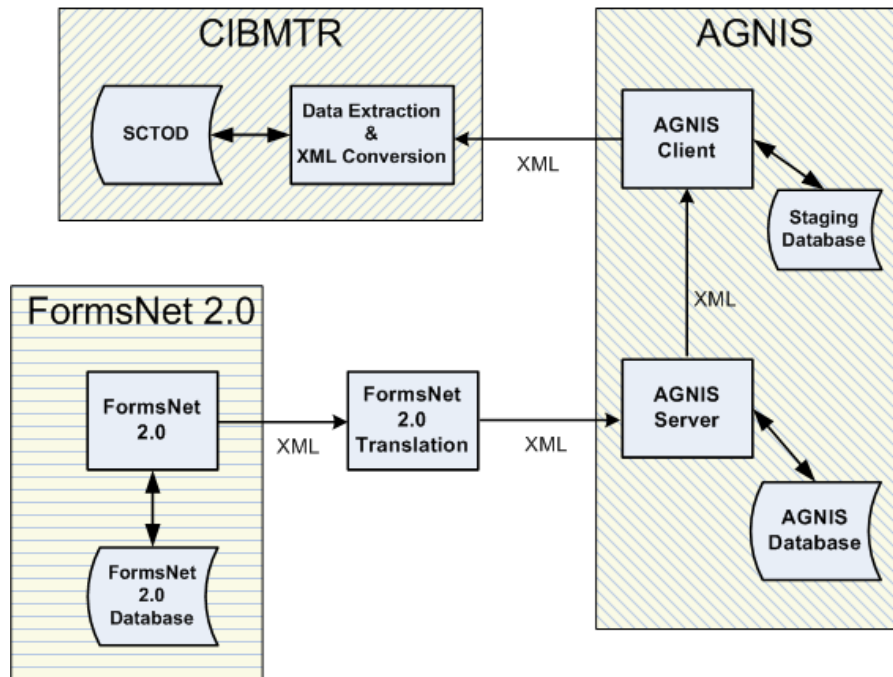 CIBMTR
SCTOD
Data Extraction
&
XML Conversion
XML
AGNIS
AGNIS
Client
Staging
Database
XML
AGNIS
Server
AGNIS
Database
FormsNet 2.0
FormsNet
2.0
XML
FormsNet
2.0
Translation
XML
FormsNet
2.0
Database